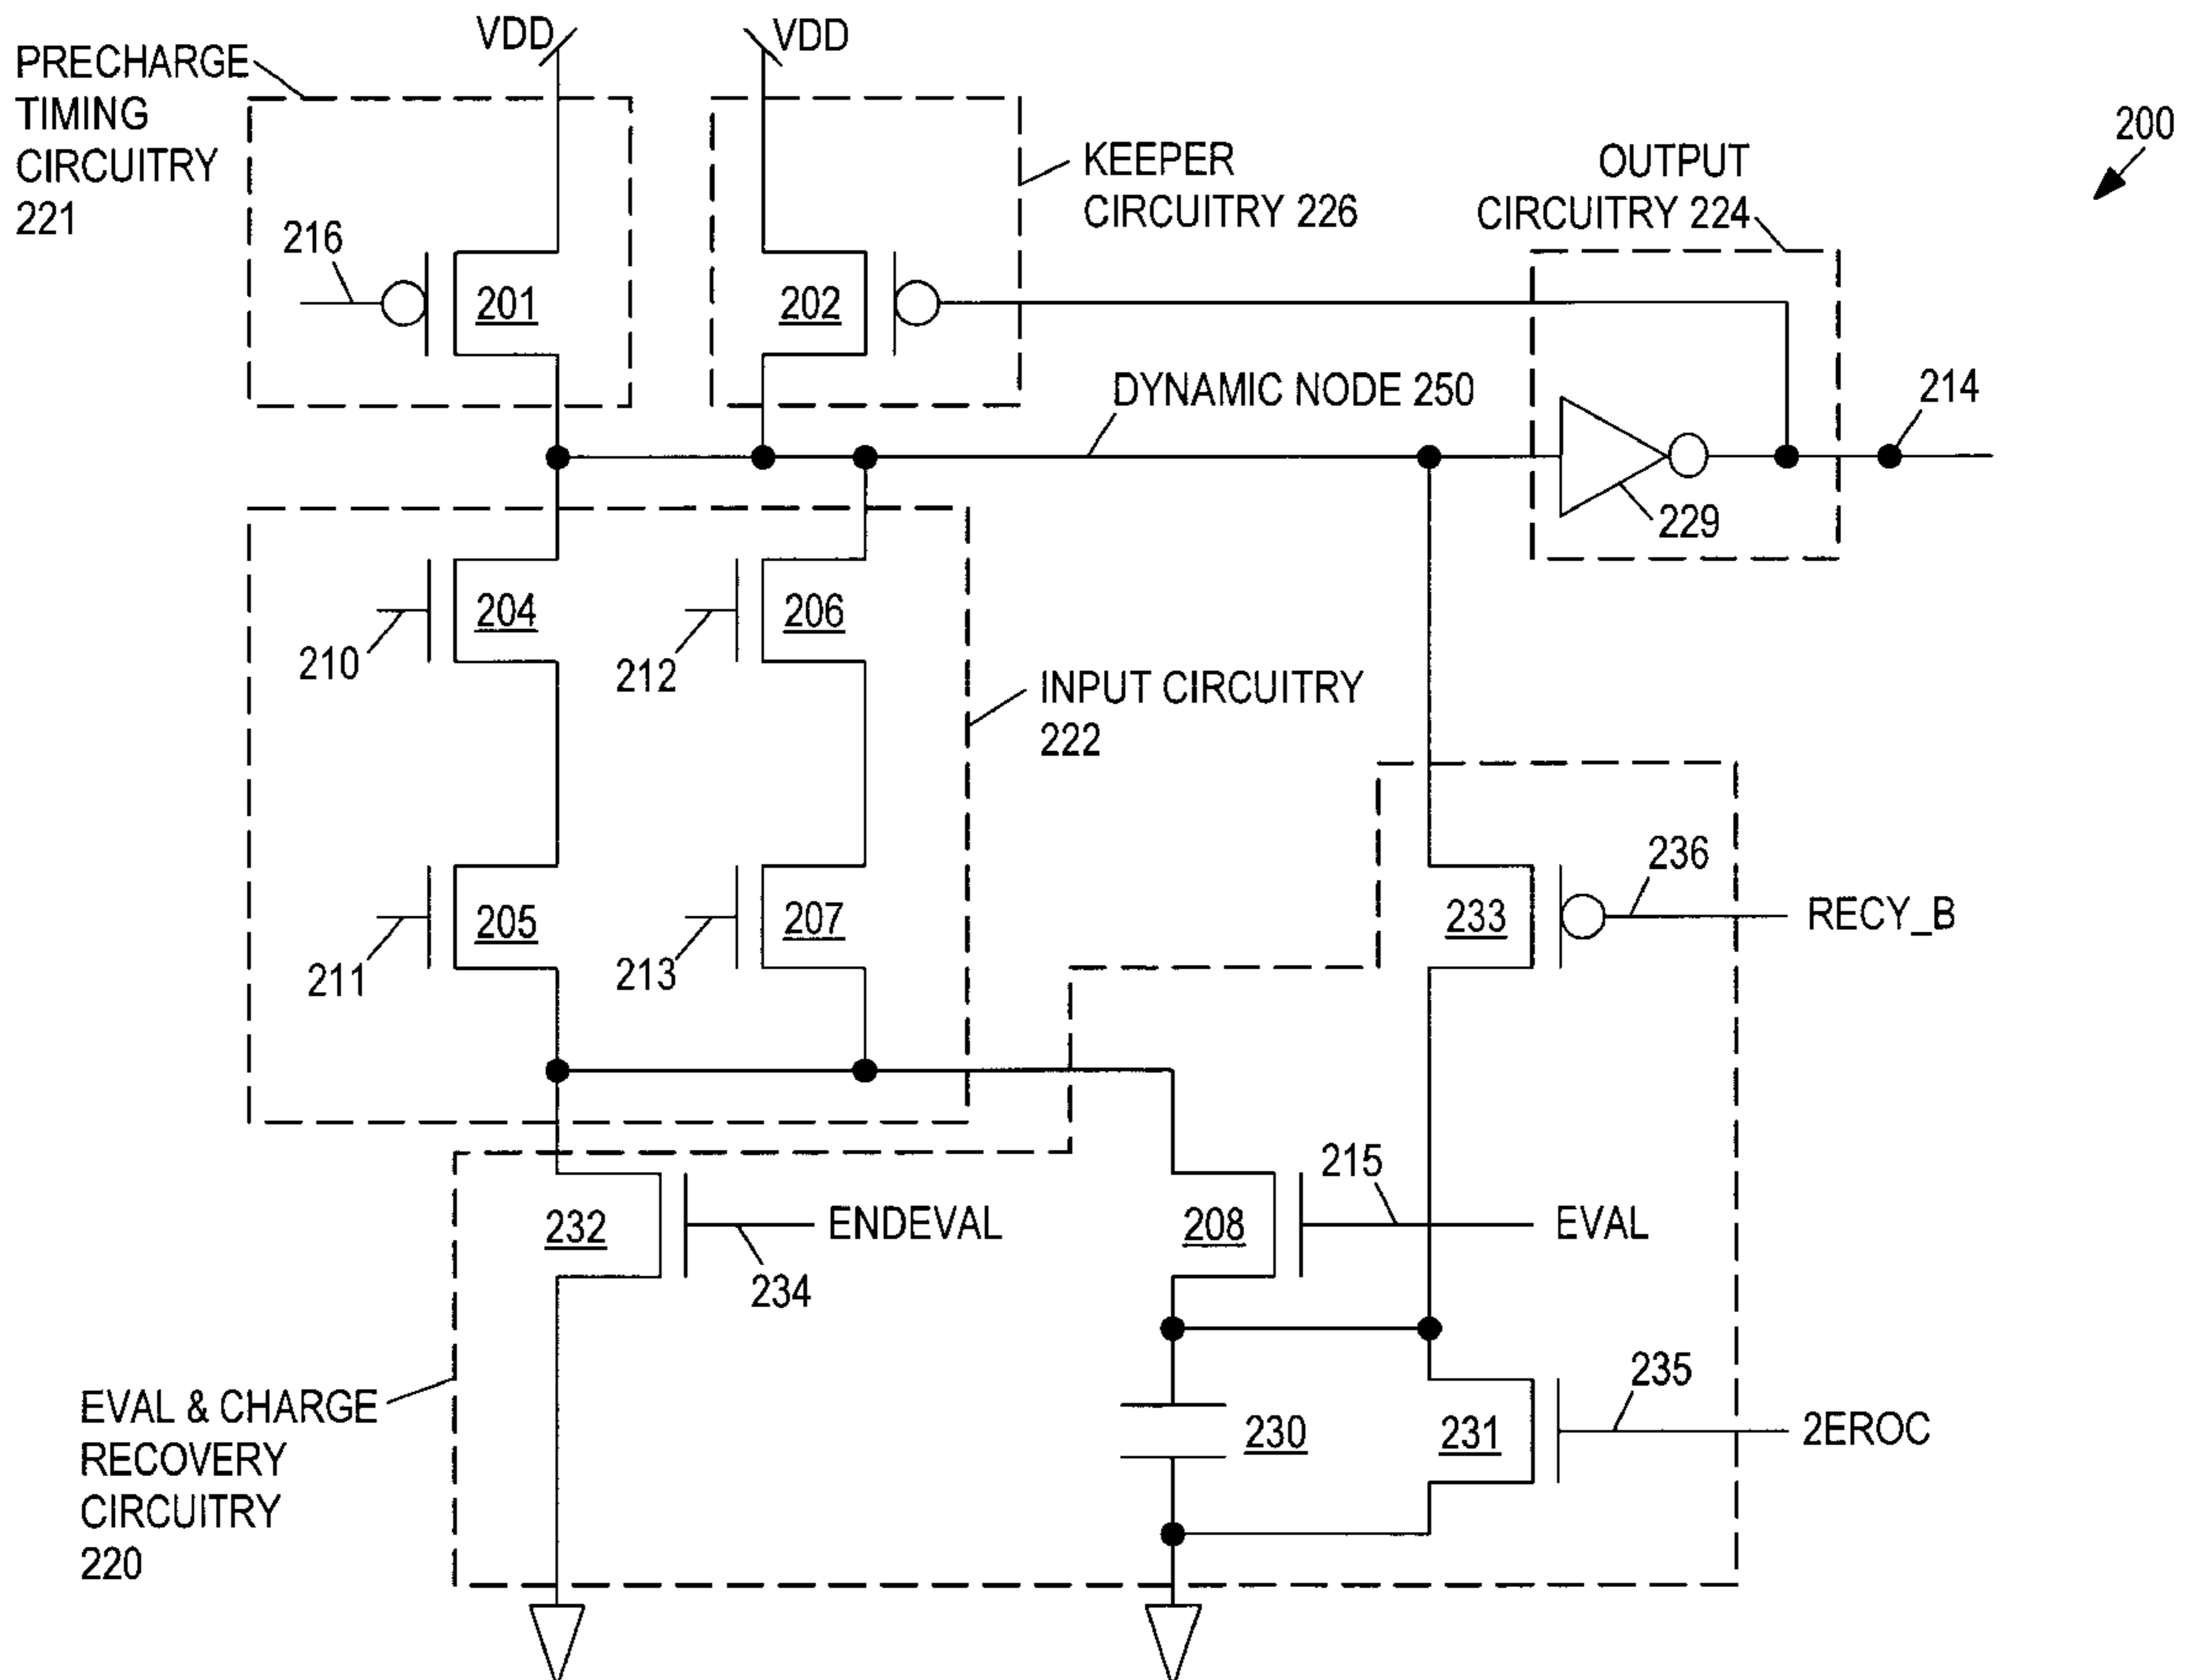 VDD
VDD
PRECHARGE
TIMING
CIRCUITRY
221
200
KEEPER
CIRCUITRY 226
OUTPUT
CIRCUITRY 224
216
201
202
DYNAMIC NODE 250
214
229
204
206
210
212
INPUT CIRCUITRY
222
236
205
207
233
RECY_B
211
213
215
232
ENDEVAL
208
EVAL
234
235
EVAL & CHARGE
RECOVERY
CIRCUITRY
220
230
231
2EROC